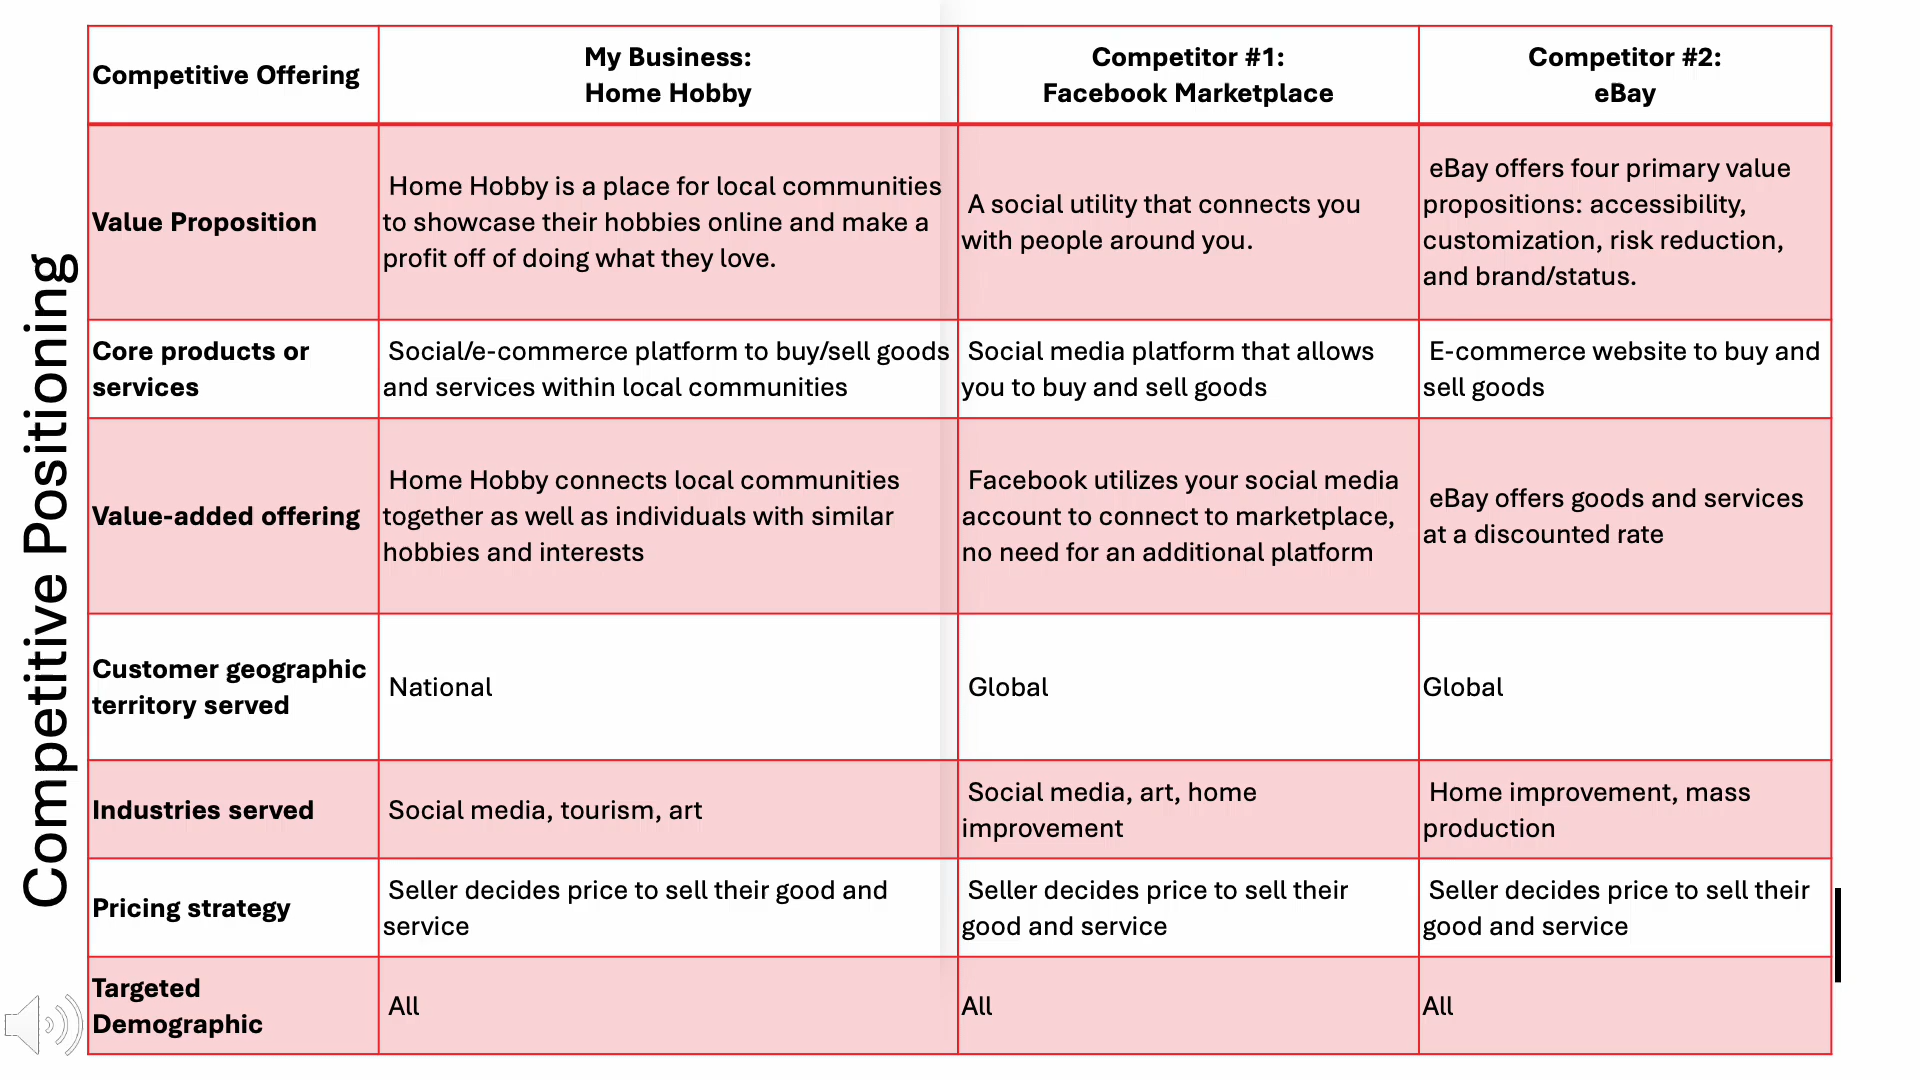 Competitive Positioning
Competitive Offering
My Business:
Home Hobby
Competitor #1:
Facebook Marketplace
Competitor #2:
eBay
Value Proposition
Home Hobby is a place for local communities
to showcase their hobbies online and make a
profit off of doing what they love.
A social utility that connects you
with people around you.
eBay offers four primary value
propositions: accessibility,
customization, risk reduction,
and brand/status.
Core products or
services
Social/e-commerce platform to buy/sell goods
and services within local communities
Social media platform that allows
you to buy and sell goods
E-commerce website to buy and
sell goods
Value-added offering
Home Hobby connects local communities
together as well as individuals with similar
hobbies and interests
Facebook utilizes your social media
account to connect to marketplace,
no need for an additional platform
eBay offers goods and services
at a discounted rate
Customer geographic
territory served
National
Global
Global
Industries served
Social media, tourism, art
Social media, art, home
improvement
Home improvement, mass
production
Pricing strategy
Seller decides price to sell their good and
service
Seller decides price to sell their
good and service
Seller decides price to sell their
good and service
Targeted
Demographic
All
All
All